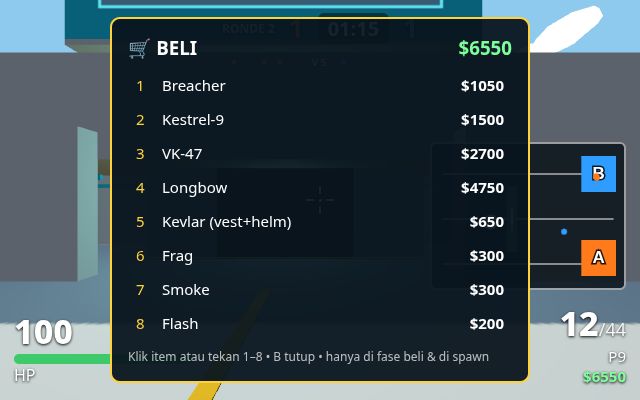 RONDE 2 1 01:15 1
VS
🛒 BELI $6550
1 Breacher $1050
2 Kestrel-9 $1500
3 VK-47 $2700
4 Longbow $4750
5 Kevlar (vest+helm) $650
6 Frag $300
7 Smoke $300
8 Flash $200
Klik item atau tekan 1–8 • B tutup • hanya di fase beli & di spawn
B
A
100
HP
12/44
P9
$6550